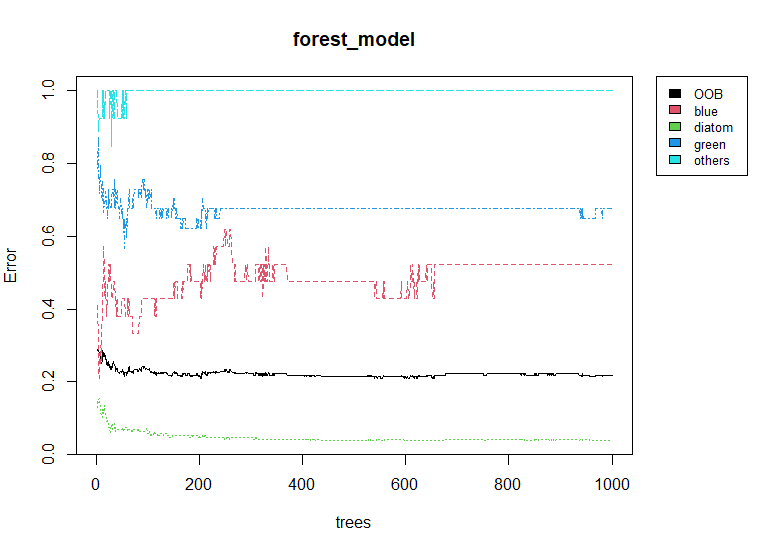 forest_model
OOB
blue
diatom
green
others
Error
1.0
0.8
0.6
0.4
0.2
0.0
0 200 400 600 800 1000
trees